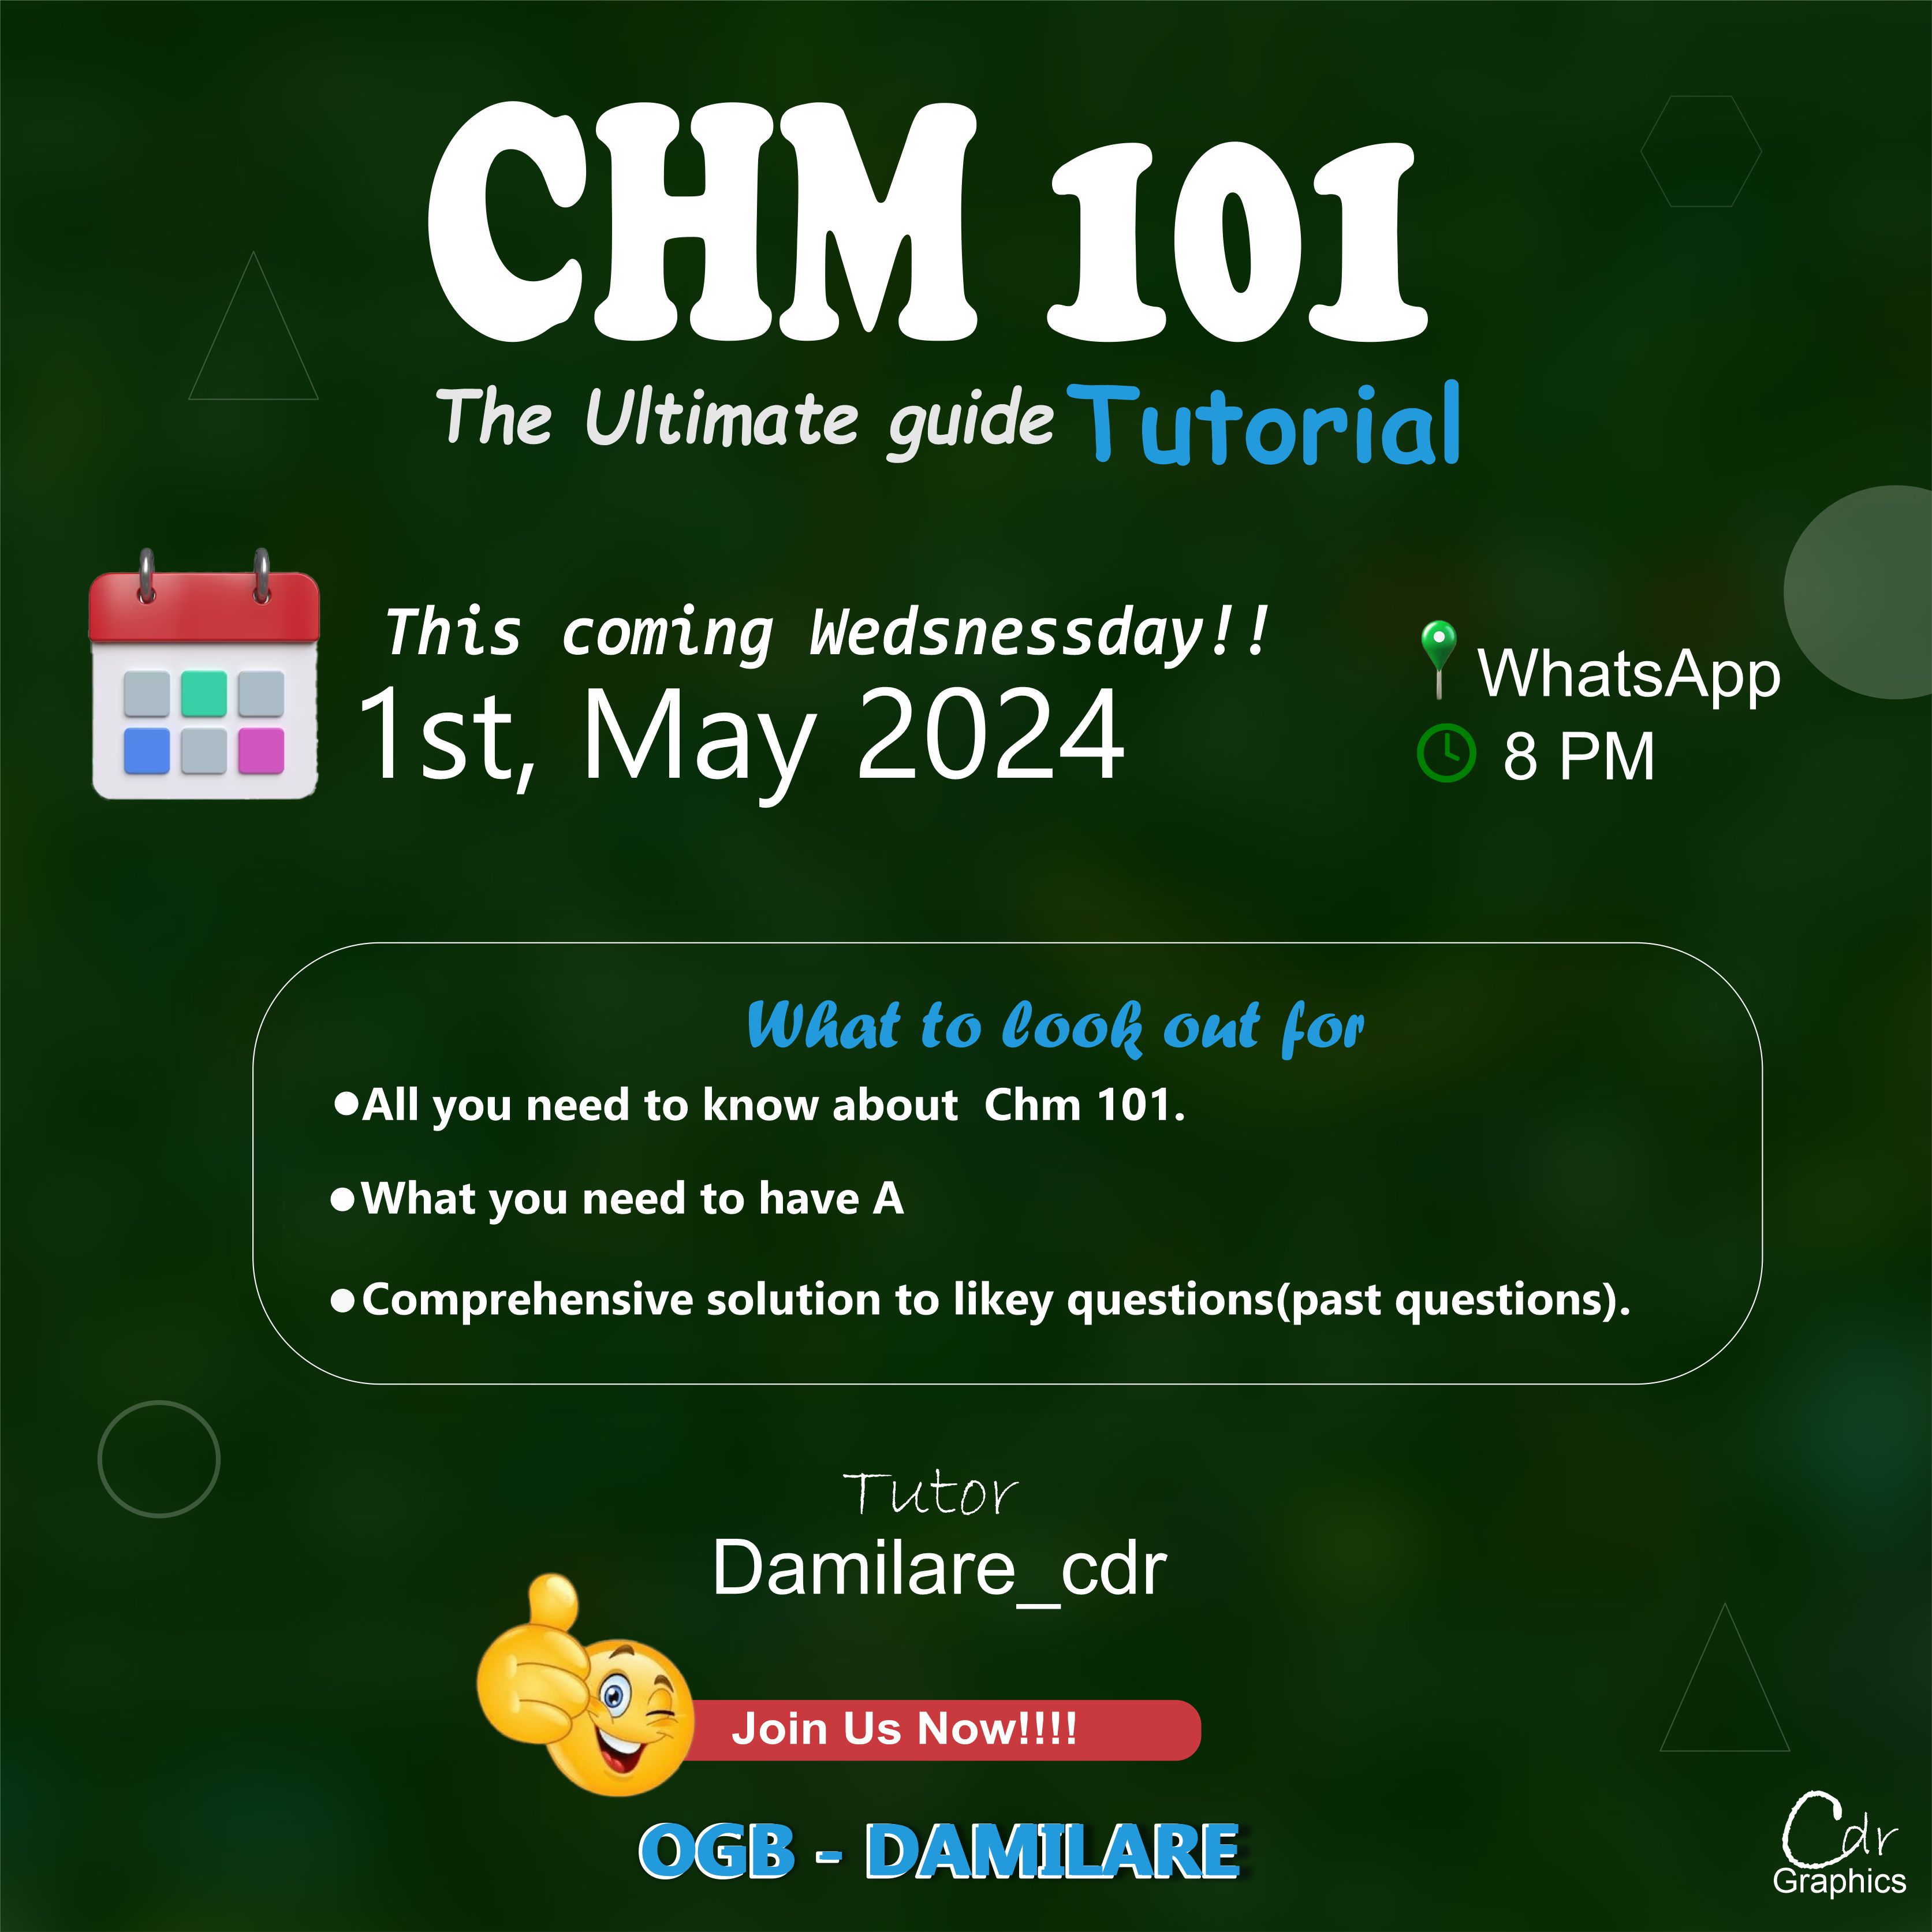 CHM 101
The Ultimate guide Tutorial
This coming Wedsnessday!!
1st, May 2024
WhatsApp
8 PM
What to look out for
●All you need to know about  Chm 101.
●What you need to have A
●Comprehensive solution to likey questions(past questions).
Tutor
Damilare_cdr
Join Us Now!!!!
OGB - DAMILARE
Cdr
Graphics